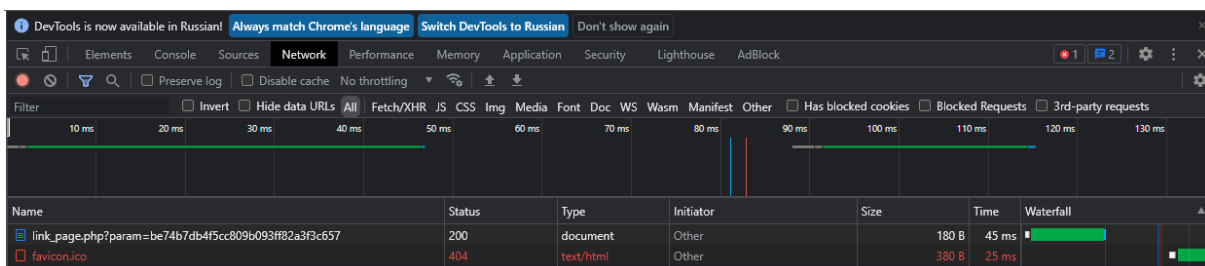 DevTools is now available in Russian! Always match Chrome's language Switch DevTools to Russian Don't show again
Elements Console Sources Network Performance Memory Application Security Lighthouse AdBlock 1 2
Preserve log Disable cache No throttling
Filter Invert Hide data URLs All Fetch/XHR JS CSS Img Media Font Doc WS Wasm Manifest Other Has blocked cookies Blocked Requests 3rd-party requests
10 ms 20 ms 30 ms 40 ms 50 ms 60 ms 70 ms 80 ms 90 ms 100 ms 110 ms 120 ms 130 ms
Name Status Type Initiator Size Time Waterfall
link_page.php?param=be74b7db4f5cc809b093ff82a3f3c657 200 document Other 180 B 45 ms
favicon.ico 404 text/html Other 380 B 25 ms